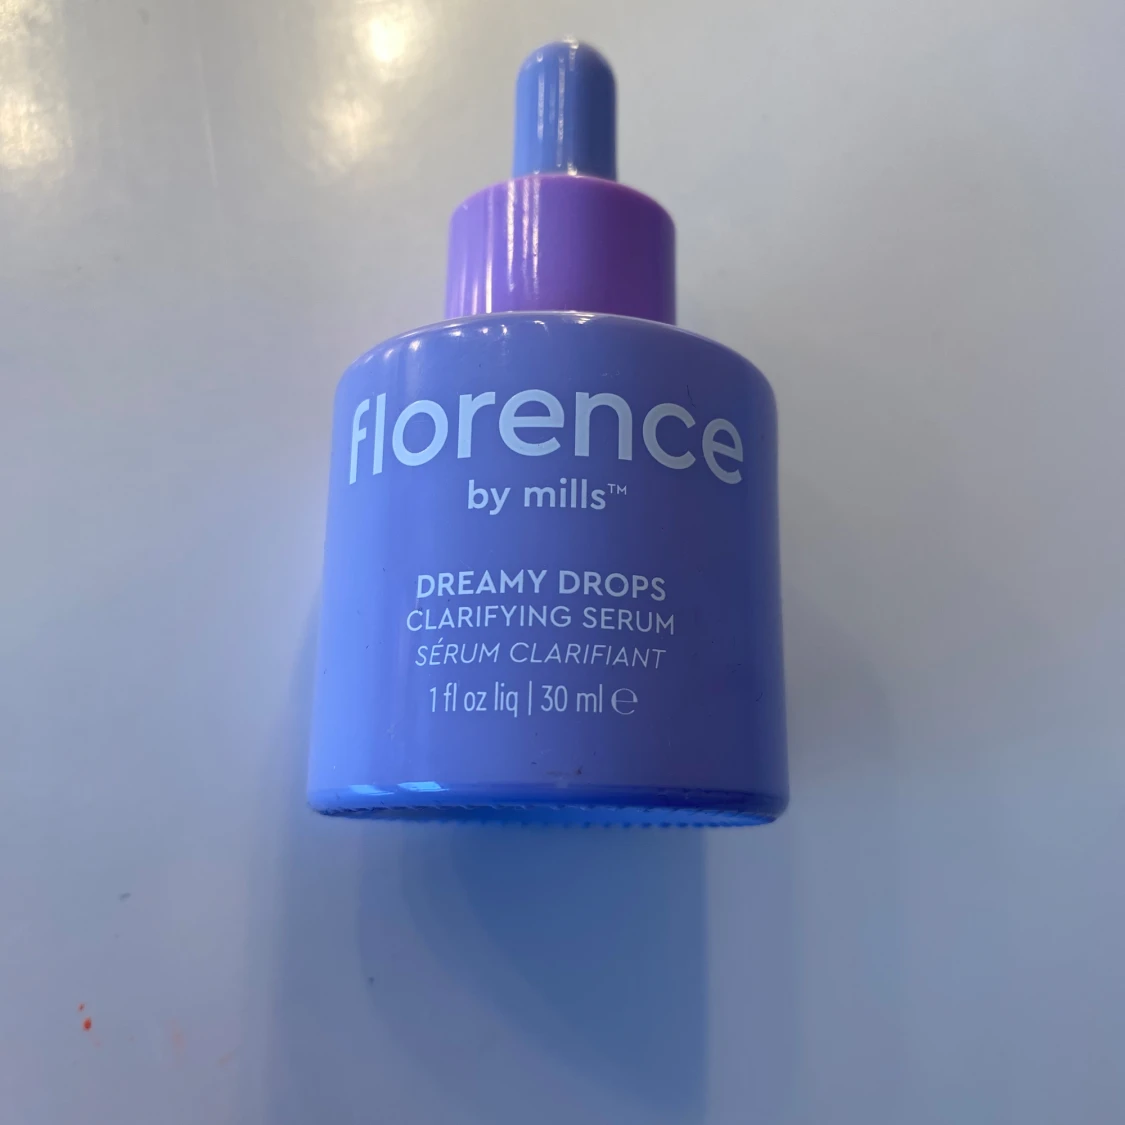 florence
by mills™
DREAMY DROPS
CLARIFYING SERUM
SÉRUM CLARIFIANT
1 fl oz liq | 30 ml ℮